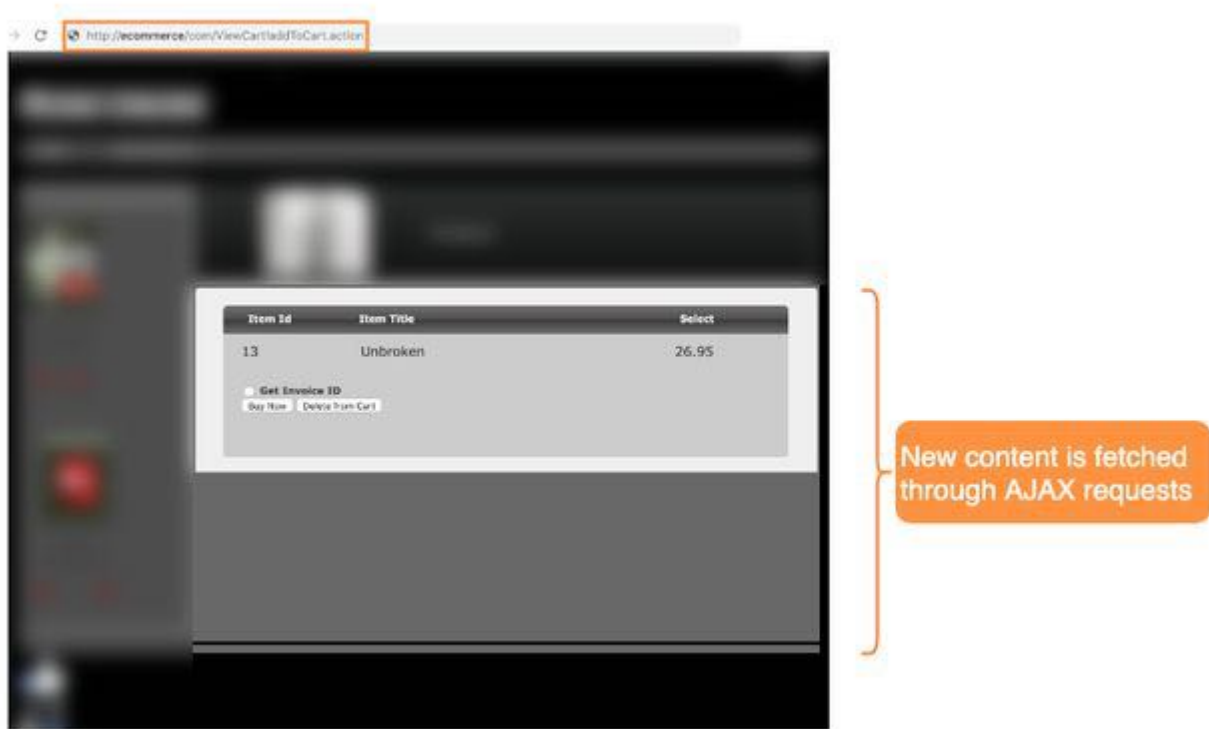 http://ecommerce/com/ViewCart!addToCart.action
Item Id Item Title Select
13 Unbroken 26.95
Get Invoice ID
Buy Now Delete from Cart
New content is fetched
through AJAX requests